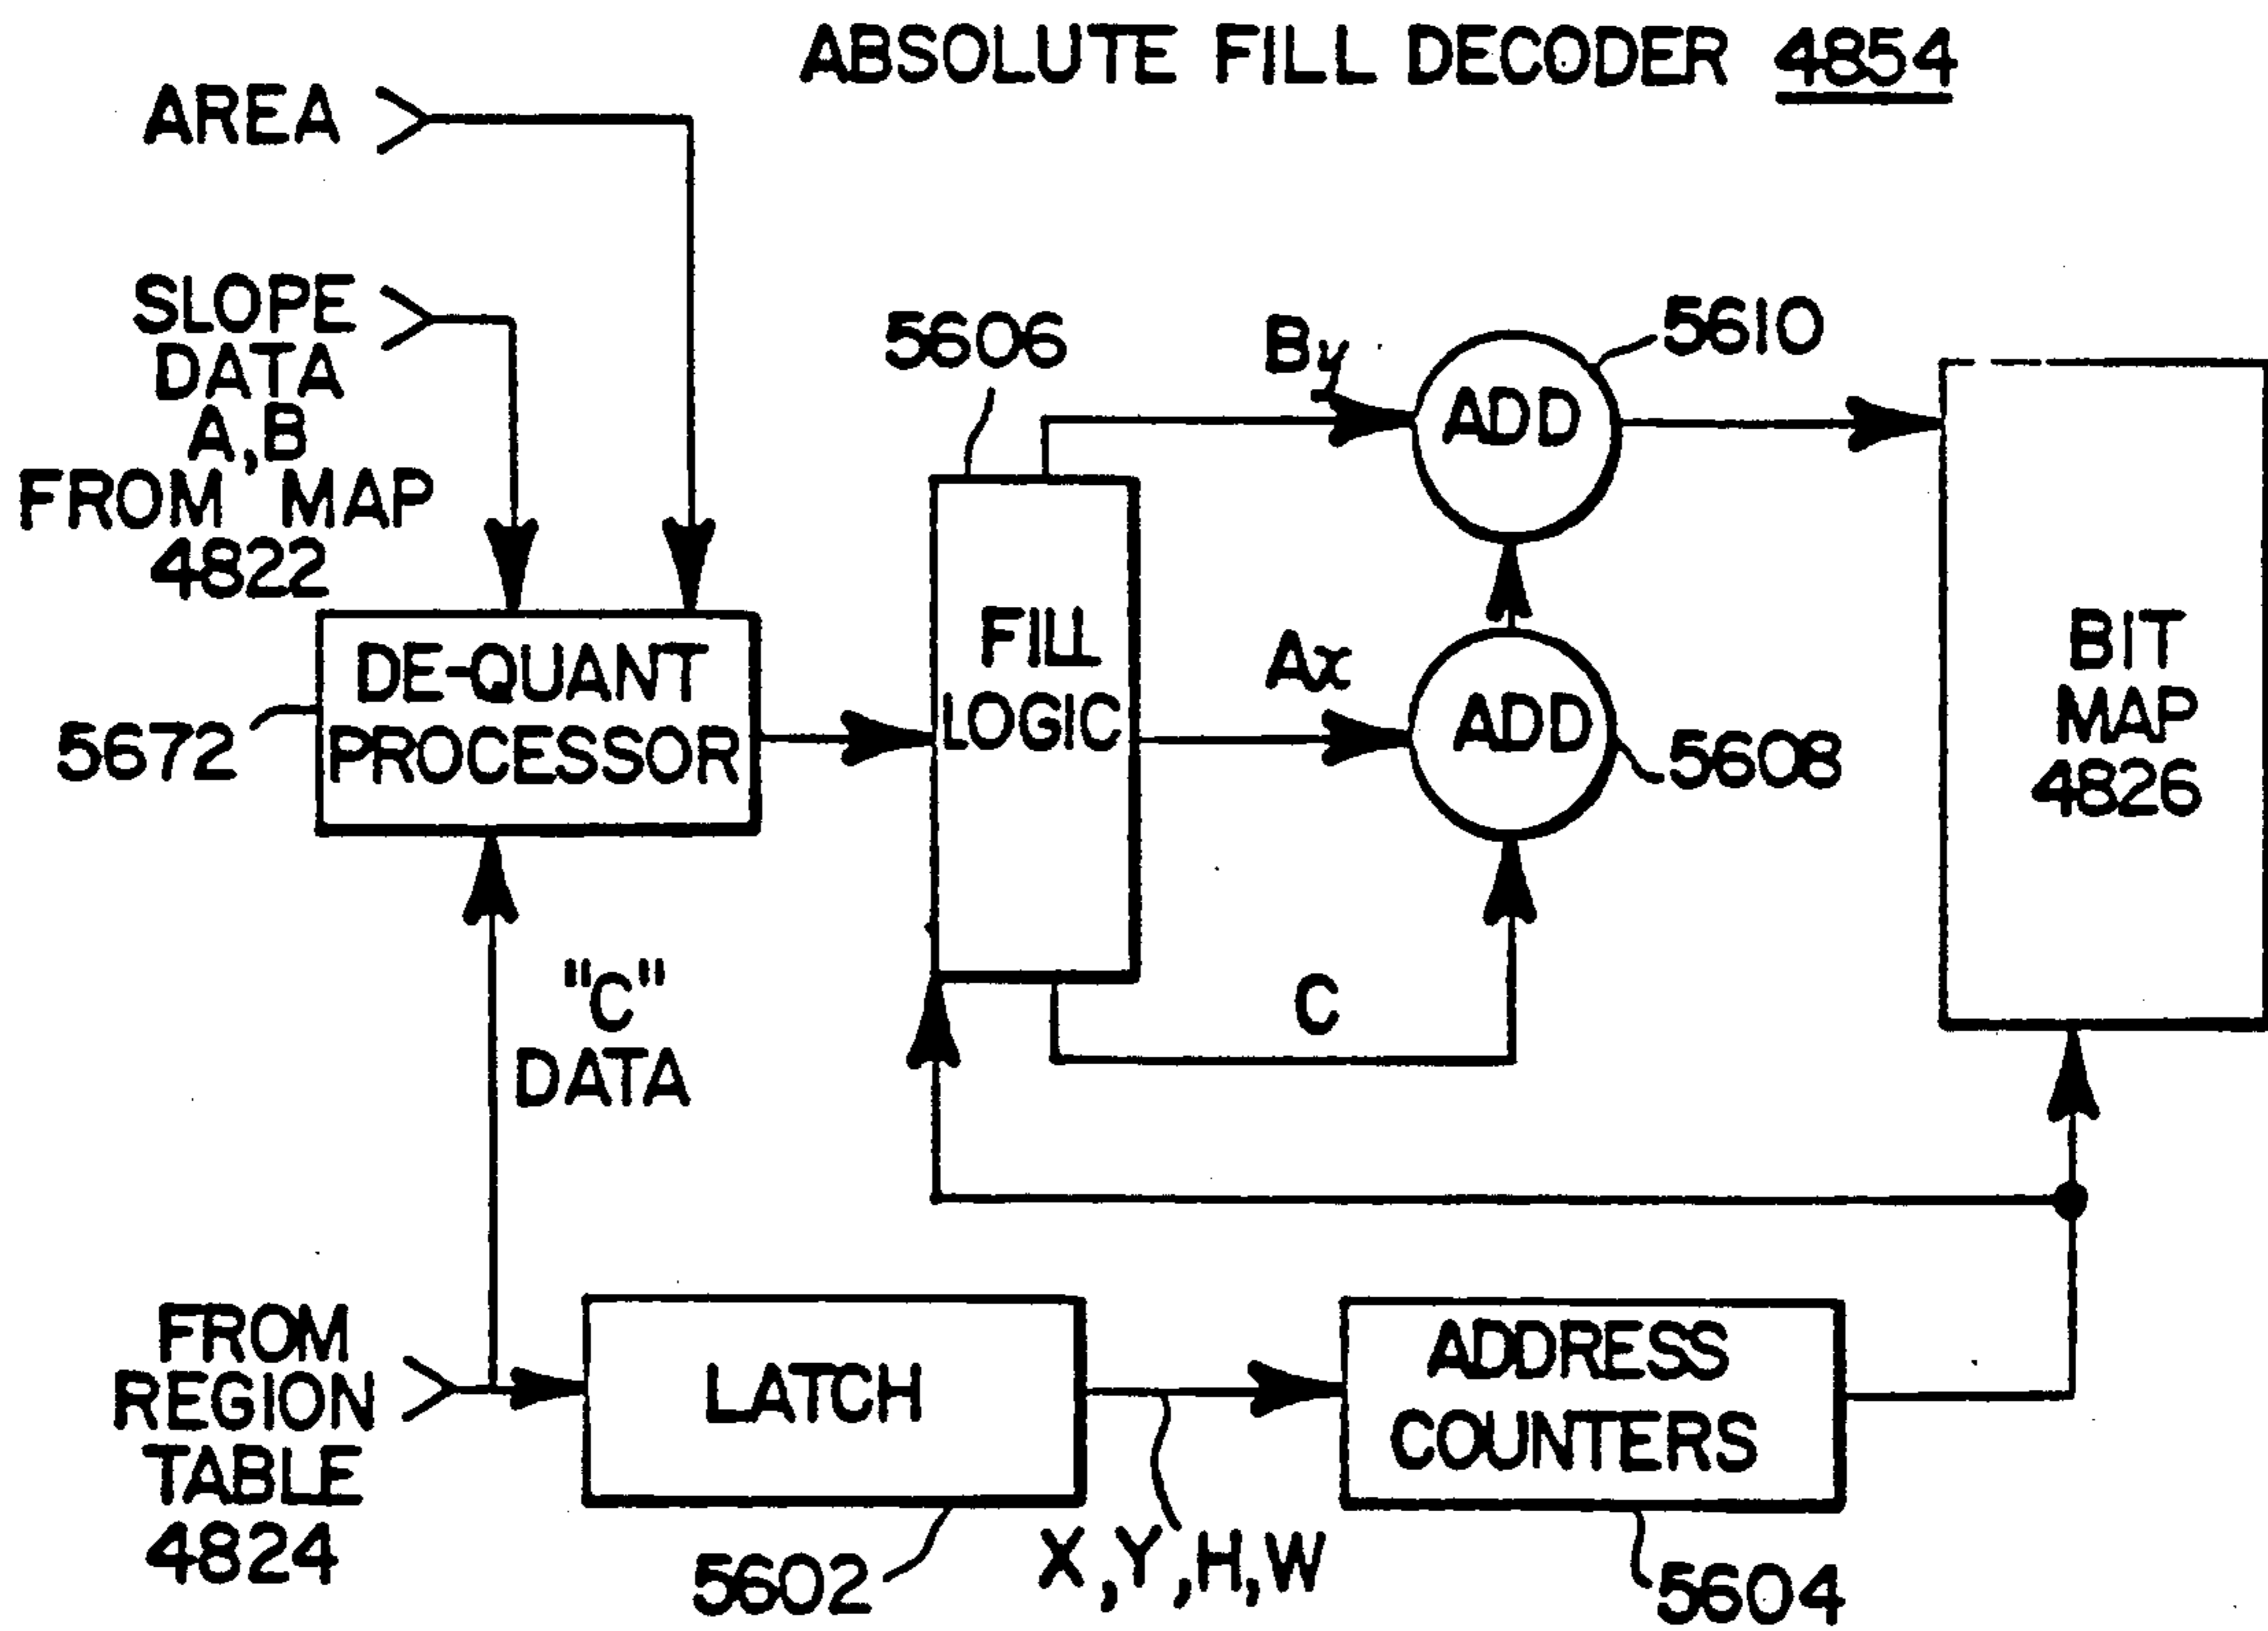 ABSOLUTE FILL DECODER 4854
AREA
SLOPE
DATA
A,B
FROM MAP
4822
5606
By
5610
ADD
DE-QUANT
PROCESSOR
5672
FILL
LOGIC
Ax
ADD
5608
BIT
MAP
4826
"C"
DATA
C
FROM
REGION
TABLE
4824
LATCH
5602
X,Y,H,W
ADDRESS
COUNTERS
5604